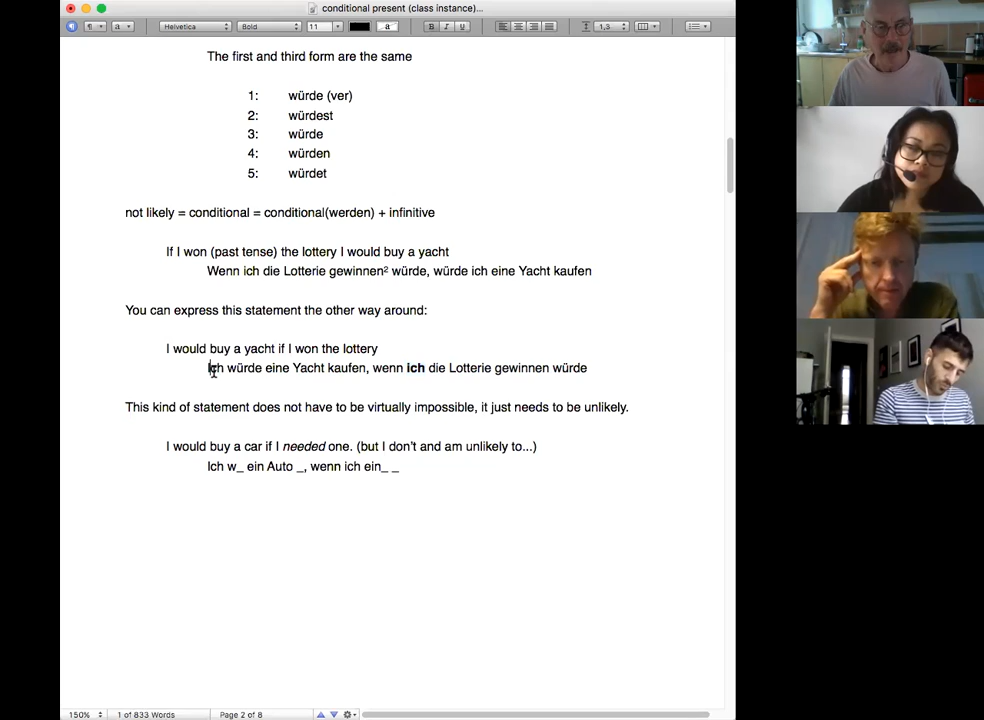 conditional present (class instance)...
¶ a Helvetica Bold 11 a B I U 1,3
The first and third form are the same
1: würde (ver)
2: würdest
3: würde
4: würden
5: würdet
not likely = conditional = conditional(werden) + infinitive
If I won (past tense) the lottery I would buy a yacht
Wenn ich die Lotterie gewinnen² würde, würde ich eine Yacht kaufen
You can express this statement the other way around:
I would buy a yacht if I won the lottery
Ich würde eine Yacht kaufen, wenn ich die Lotterie gewinnen würde
This kind of statement does not have to be virtually impossible, it just needs to be unlikely.
I would buy a car if I needed one. (but I don't and am unlikely to...)
Ich w_ ein Auto _, wenn ich ein_ _
150% 1 of 833 Words Page 2 of 8